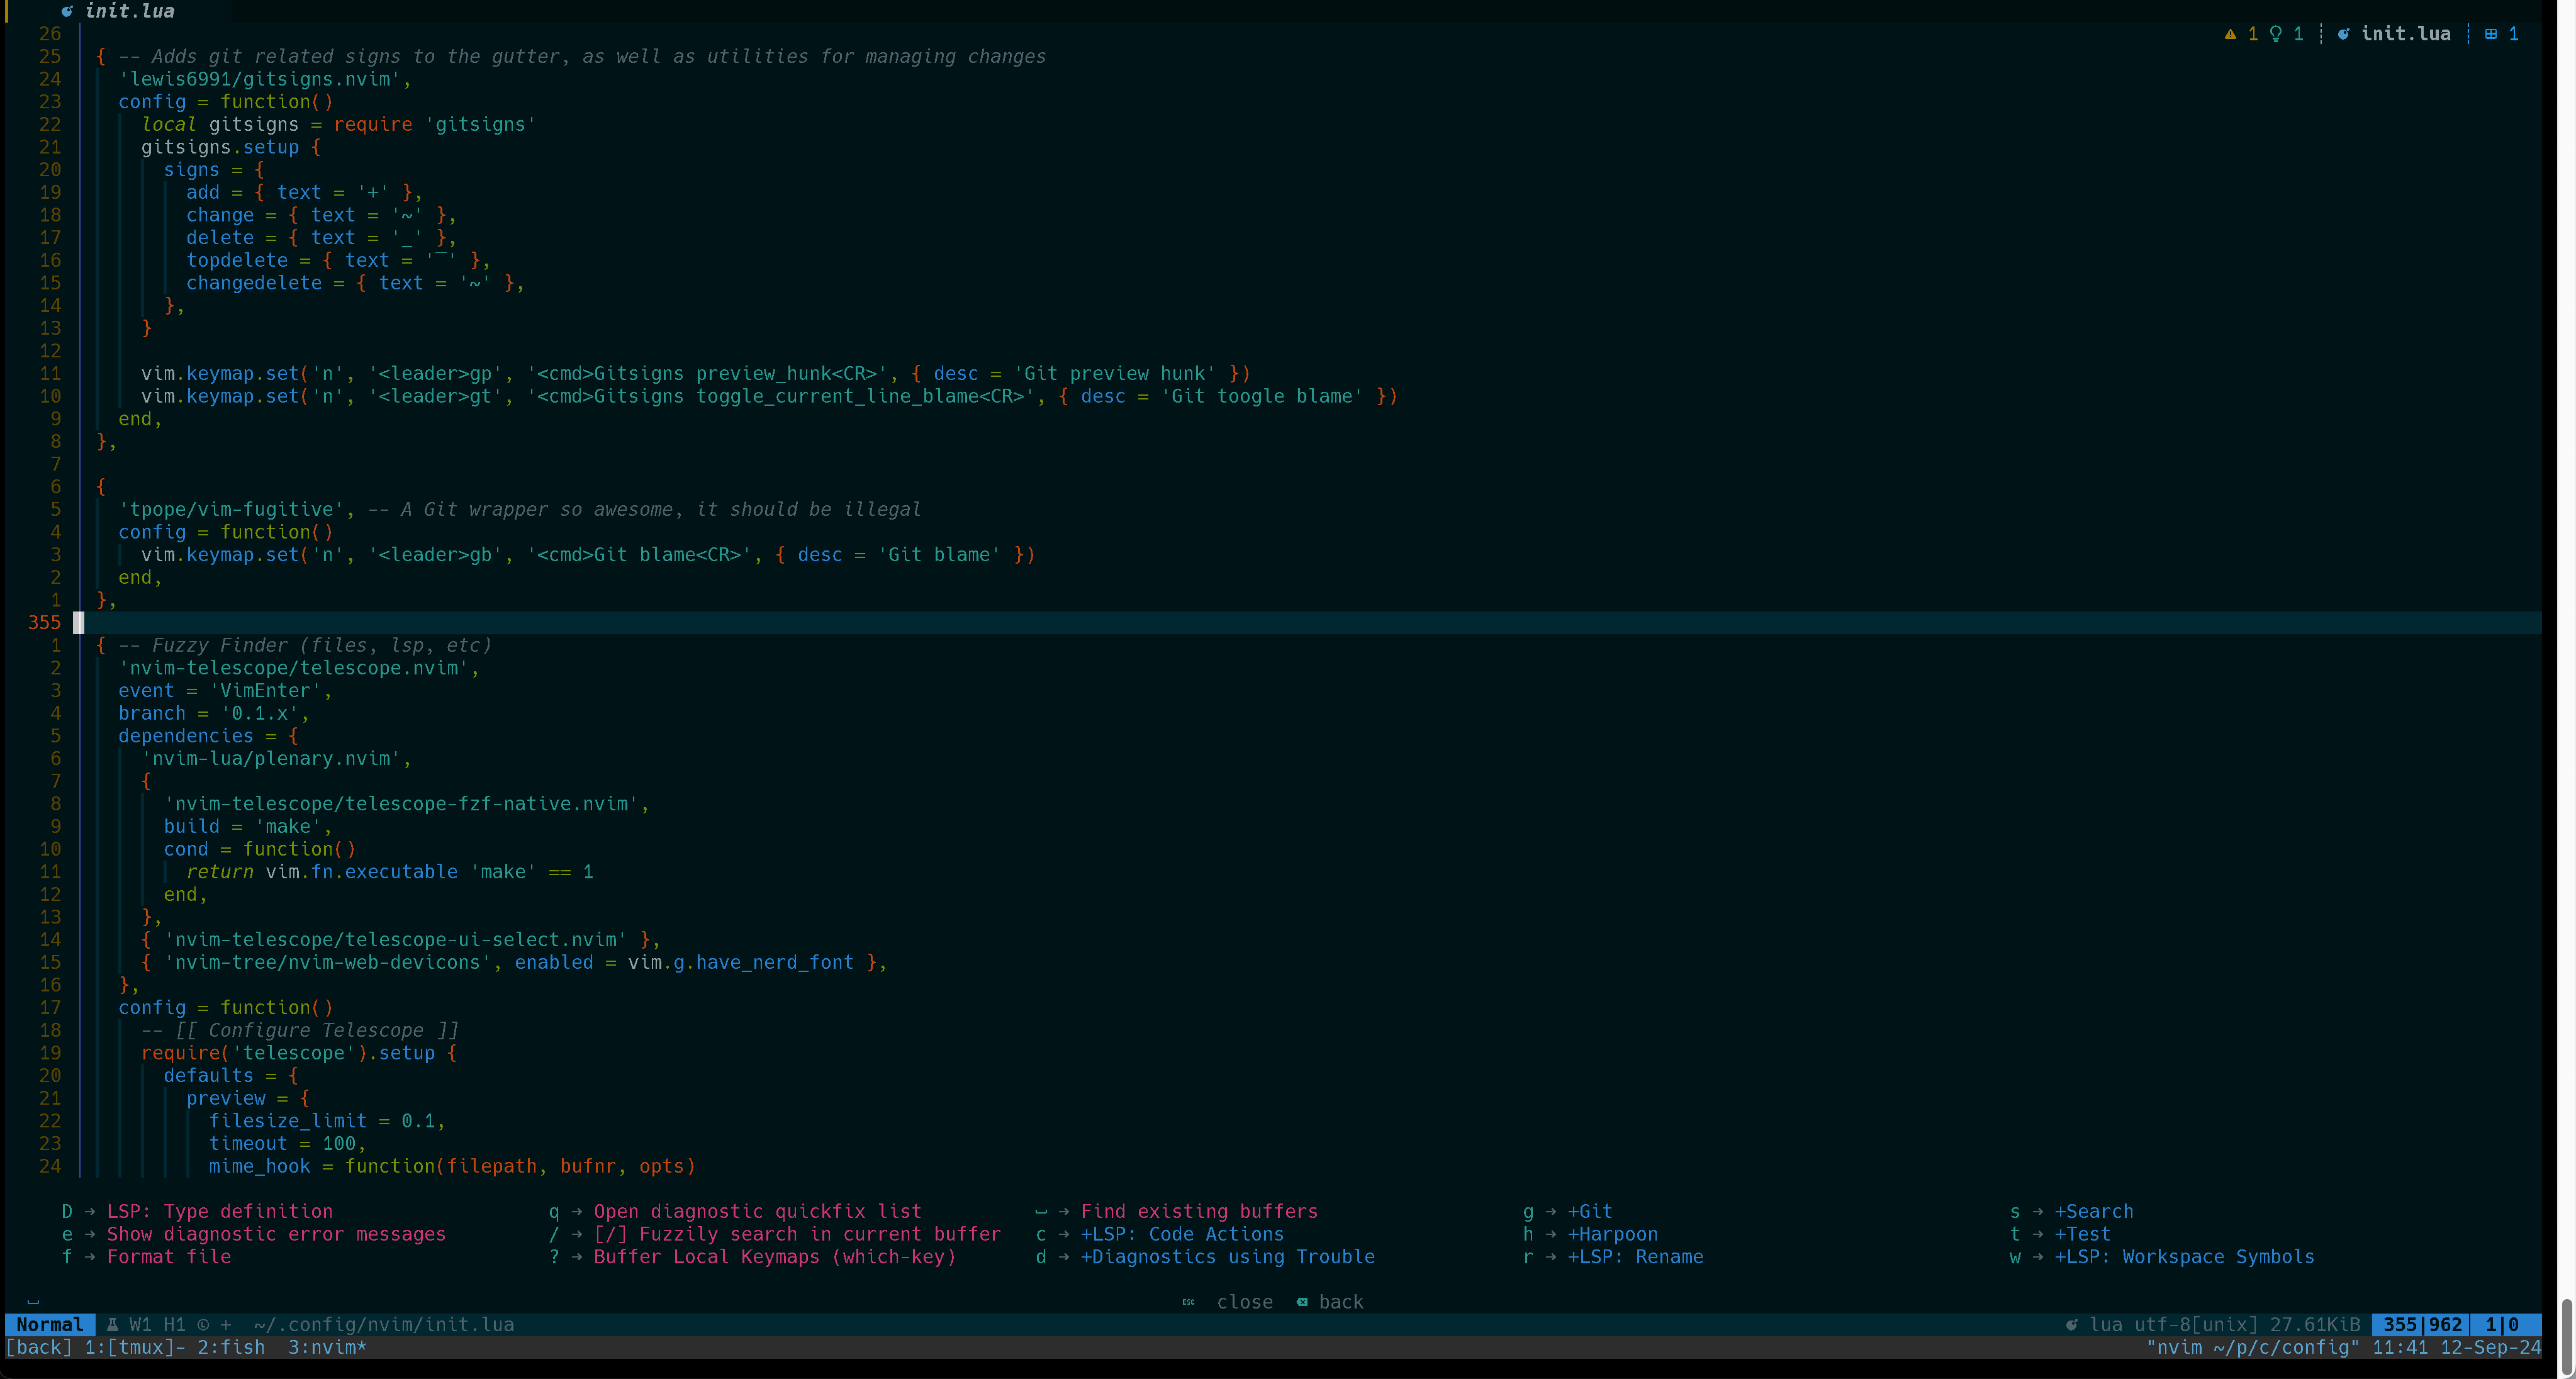 init.lua
26 1 1 init.lua 1
25 { -- Adds git related signs to the gutter, as well as utilities for managing changes
24 'lewis6991/gitsigns.nvim',
23 config = function()
22 local gitsigns = require 'gitsigns'
21 gitsigns.setup {
20 signs = {
19 add = { text = '+' },
18 change = { text = '~' },
17 delete = { text = '_' },
16 topdelete = { text = '‾' },
15 changedelete = { text = '~' },
14 },
13 }
12
11 vim.keymap.set('n', '<leader>gp', '<cmd>Gitsigns preview_hunk<CR>', { desc = 'Git preview hunk' })
10 vim.keymap.set('n', '<leader>gt', '<cmd>Gitsigns toggle_current_line_blame<CR>', { desc = 'Git toogle blame' })
9 end,
8 },
7
6 {
5 'tpope/vim-fugitive', -- A Git wrapper so awesome, it should be illegal
4 config = function()
3 vim.keymap.set('n', '<leader>gb', '<cmd>Git blame<CR>', { desc = 'Git blame' })
2 end,
1 },
355
1 { -- Fuzzy Finder (files, lsp, etc)
2 'nvim-telescope/telescope.nvim',
3 event = 'VimEnter',
4 branch = '0.1.x',
5 dependencies = {
6 'nvim-lua/plenary.nvim',
7 {
8 'nvim-telescope/telescope-fzf-native.nvim',
9 build = 'make',
10 cond = function()
11 return vim.fn.executable 'make' == 1
12 end,
13 },
14 { 'nvim-telescope/telescope-ui-select.nvim' },
15 { 'nvim-tree/nvim-web-devicons', enabled = vim.g.have_nerd_font },
16 },
17 config = function()
18 -- [[ Configure Telescope ]]
19 require('telescope').setup {
20 defaults = {
21 preview = {
22 filesize_limit = 0.1,
23 timeout = 100,
24 mime_hook = function(filepath, bufnr, opts)
D → LSP: Type definition q → Open diagnostic quickfix list ␣ → Find existing buffers g → +Git s → +Search
e → Show diagnostic error messages / → [/] Fuzzily search in current buffer c → +LSP: Code Actions h → +Harpoon t → +Test
f → Format file ? → Buffer Local Keymaps (which-key) d → +Diagnostics using Trouble r → +LSP: Rename w → +LSP: Workspace Symbols
␣ ESC close back
Normal W1 H1 + ~/.config/nvim/init.lua lua utf-8[unix] 27.61KiB 355|962 1|0
[back] 1:[tmux]- 2:fish 3:nvim* "nvim ~/p/c/config" 11:41 12-Sep-24